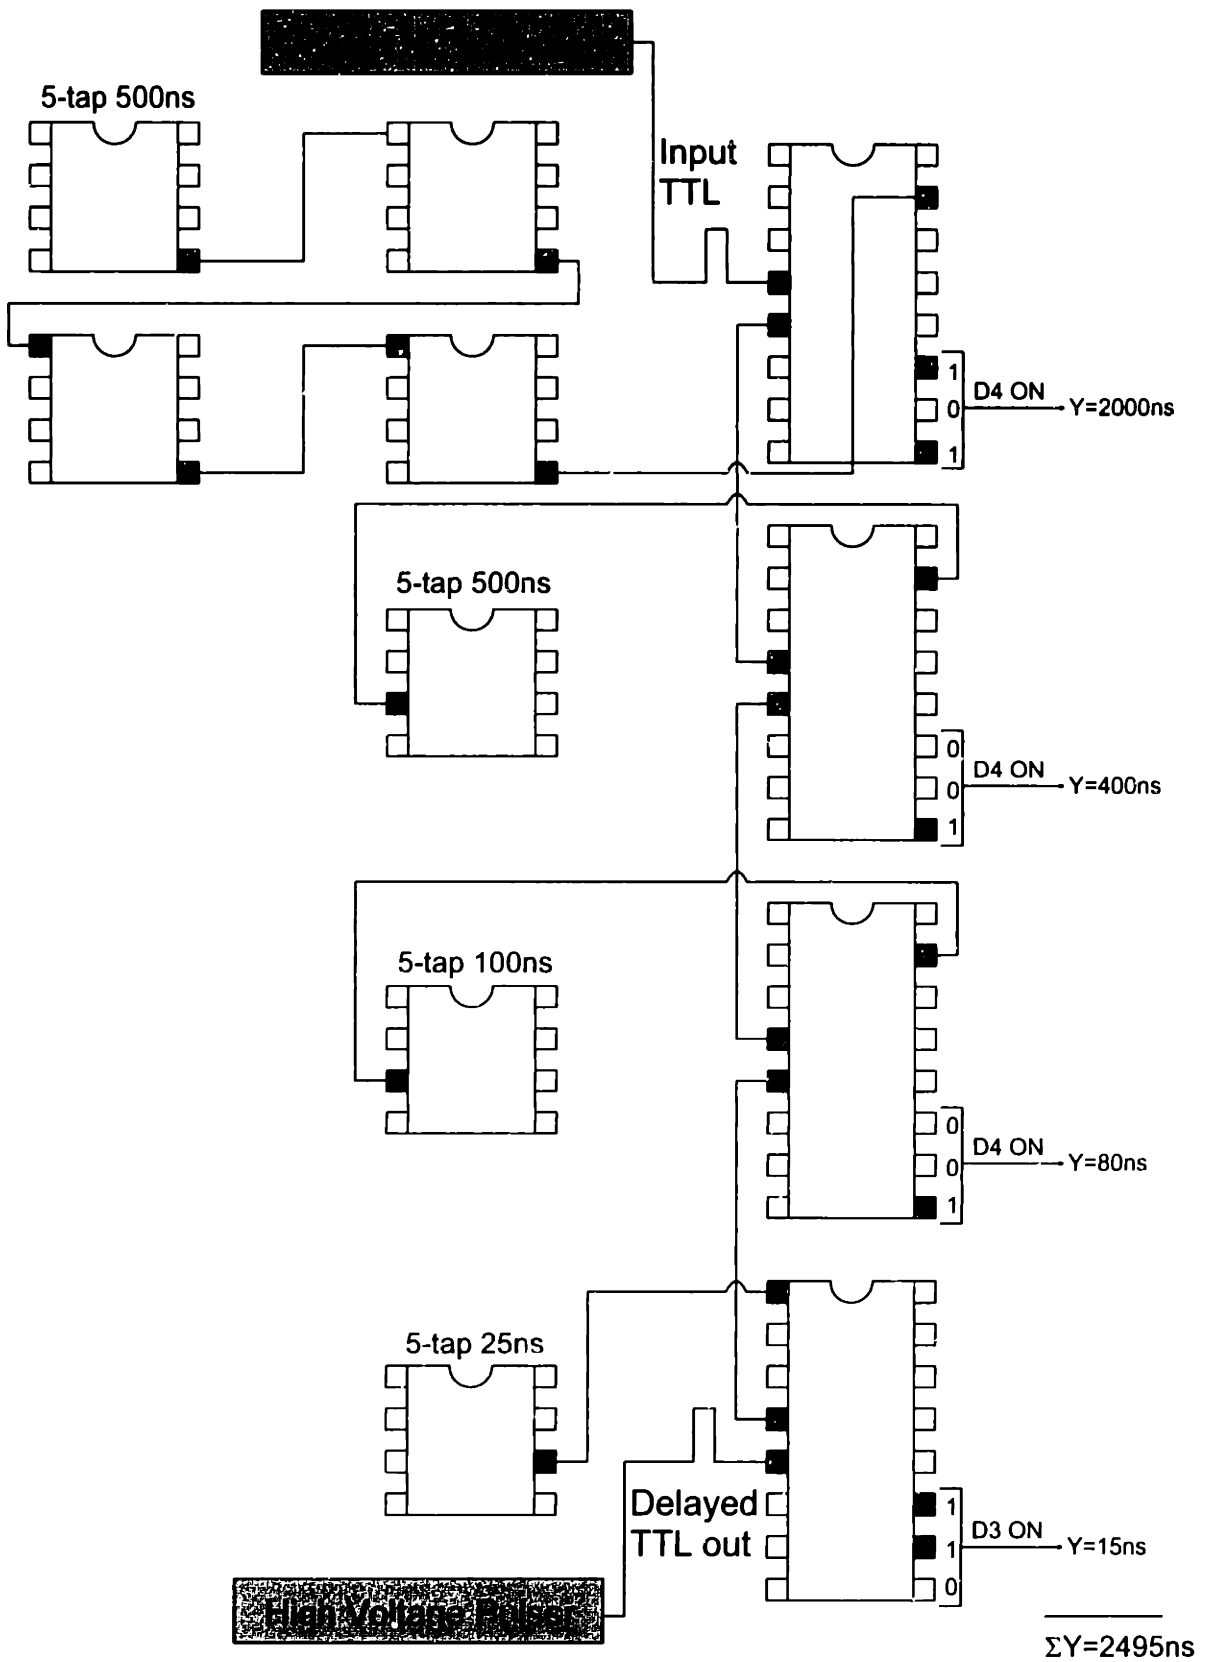 5-tap 500ns
Input
TTL
1
0
1
D4 ON
Y=2000ns
5-tap 500ns
0
0
1
D4 ON
Y=400ns
5-tap 100ns
0
0
1
D4 ON
Y=80ns
5-tap 25ns
Delayed
TTL out
1
1
0
D3 ON
Y=15ns
High Voltage Pulser
ΣY=2495ns